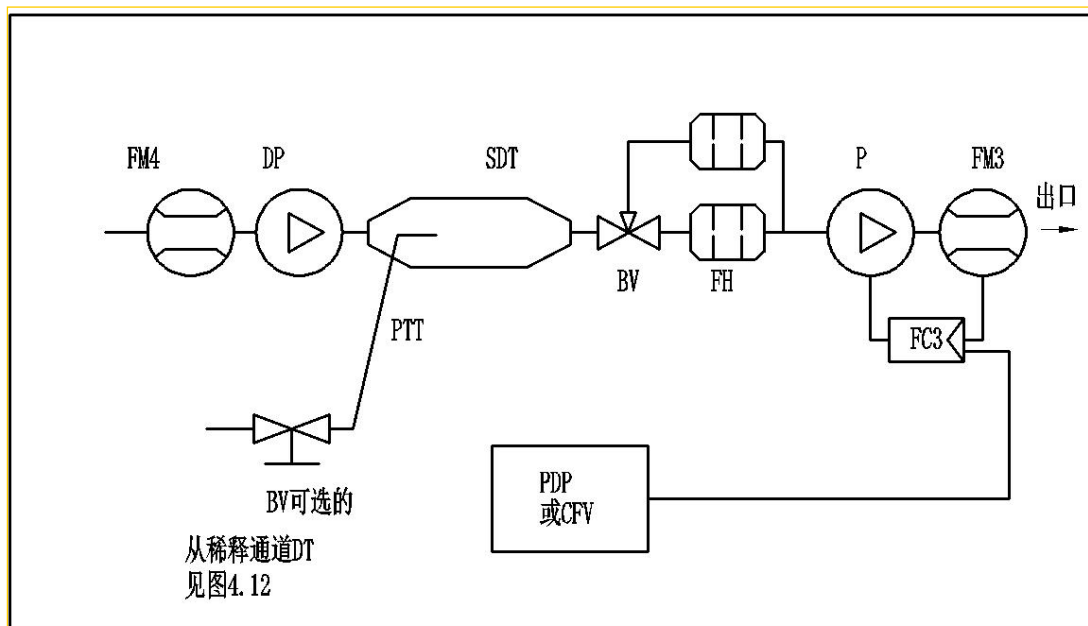 FM4
DP
SDT
P
FM3
出口
BV
FH
PTT
FC3
BV可选的
PDP
或CFV
从稀释通道DT
见图4.12